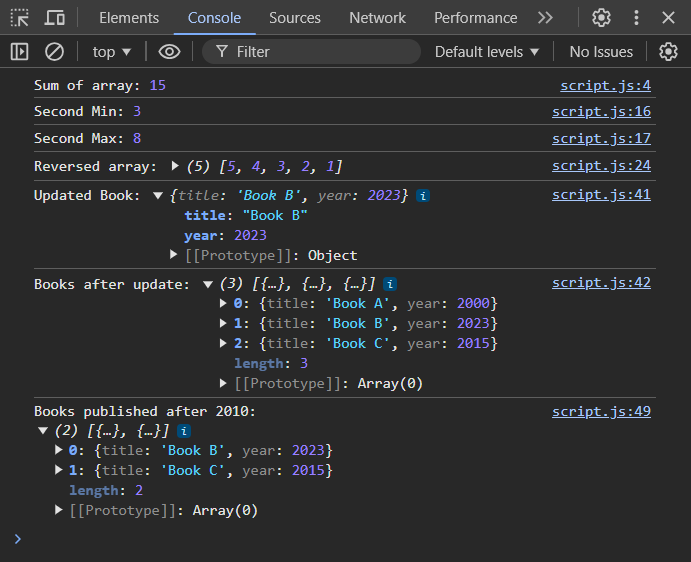 Elements Console Sources Network Performance
top Filter Default levels No Issues
Sum of array: 15 script.js:4
Second Min: 3 script.js:16
Second Max: 8 script.js:17
Reversed array: (5) [5, 4, 3, 2, 1] script.js:24
Updated Book: {title: 'Book B', year: 2023} i script.js:41
title: "Book B"
year: 2023
[[Prototype]]: Object
Books after update: (3) [{…}, {…}, {…}] i script.js:42
0: {title: 'Book A', year: 2000}
1: {title: 'Book B', year: 2023}
2: {title: 'Book C', year: 2015}
length: 3
[[Prototype]]: Array(0)
Books published after 2010: script.js:49
(2) [{…}, {…}] i
0: {title: 'Book B', year: 2023}
1: {title: 'Book C', year: 2015}
length: 2
[[Prototype]]: Array(0)